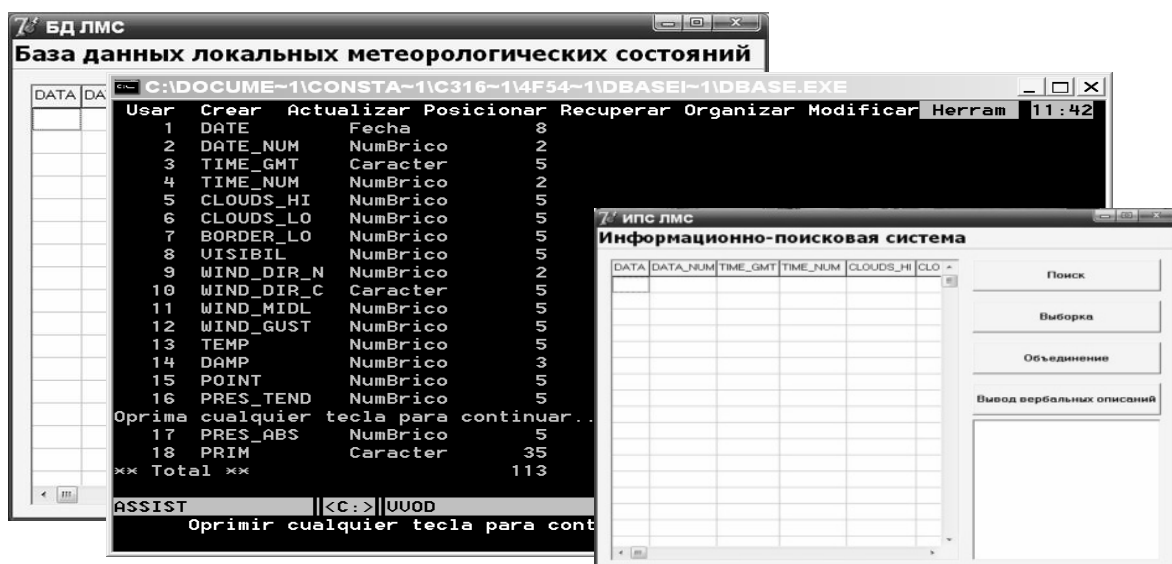 БД ЛМС
База данных локальных метеорологических состояний
DATA DA
C:\DOCUME~1\CONSTA~1\C316~1\4F54~1\DBASEI~1\DBASE.EXE
Usar Crear Actualizar Posicionar Recuperar Organizar Modificar Herram 11:42
1 DATE Fecha 8
2 DATE_NUM NumBrico 2
3 TIME_GMT Caracter 5
4 TIME_NUM NumBrico 2
5 CLOUDS_HI NumBrico 5
6 CLOUDS_LO NumBrico 5
7 BORDER_LO NumBrico 5
8 VISIBIL NumBrico 5
9 WIND_DIR_N NumBrico 2
10 WIND_DIR_C Caracter 5
11 WIND_MIDL NumBrico 5
12 WIND_GUST NumBrico 5
13 TEMP NumBrico 5
14 DAMP NumBrico 3
15 POINT NumBrico 5
16 PRES_TEND NumBrico 5
Oprima cualquier tecla para continuar..
17 PRES_ABS NumBrico 5
18 PRIM Caracter 35
** Total ** 113
ASSIST <C:> VVOD
Oprimir cualquier tecla para cont
ИПС ЛМС
Информационно-поисковая система
DATA DATA_NUM TIME_GMT TIME_NUM CLOUDS_HI CLO
Поиск
Выборка
Объединение
Вывод вербальных описаний